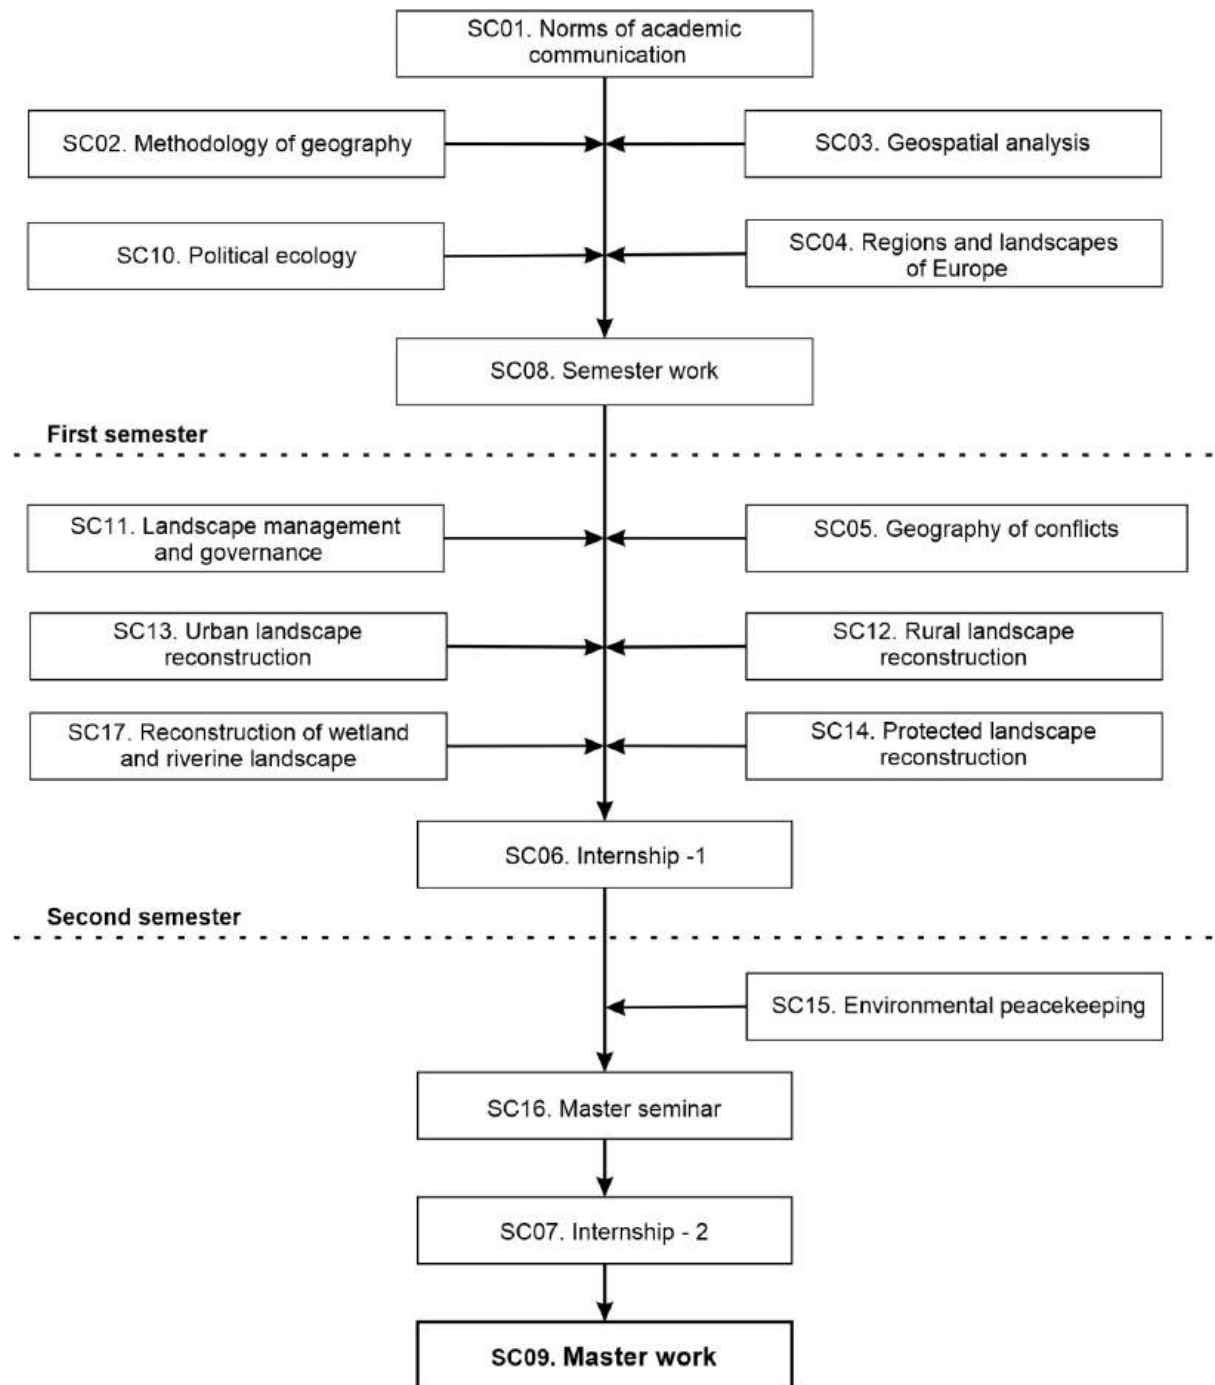 SC01. Norms of academic
communication
SC02. Methodology of geography
SC03. Geospatial analysis
SC10. Political ecology
SC04. Regions and landscapes
of Europe
SC08. Semester work
First semester
SC11. Landscape management
and governance
SC05. Geography of conflicts
SC13. Urban landscape
reconstruction
SC12. Rural landscape
reconstruction
SC17. Reconstruction of wetland
and riverine landscape
SC14. Protected landscape
reconstruction
SC06. Internship -1
Second semester
SC15. Environmental peacekeeping
SC16. Master seminar
SC07. Internship - 2
SC09. Master work